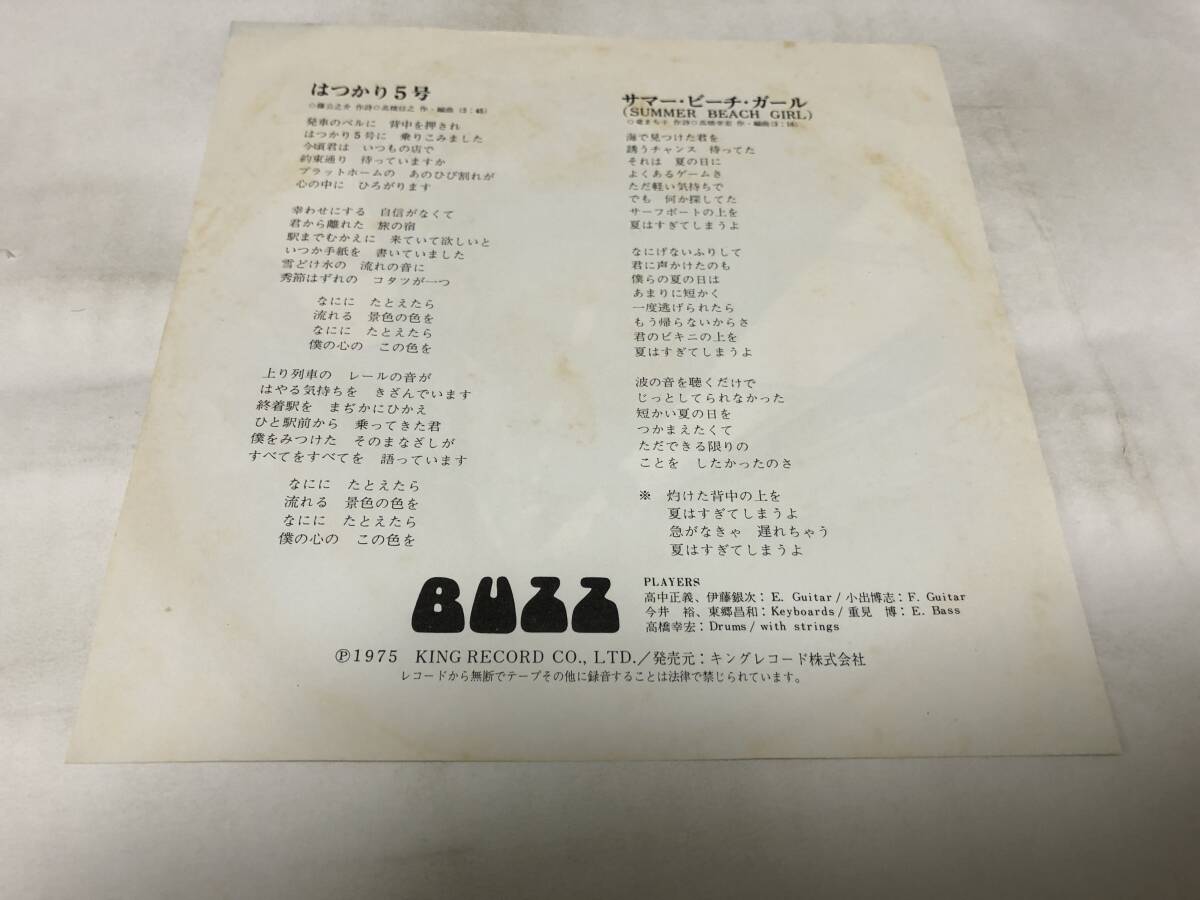 はつかり5号
○藤公之介 作詩○高橋信之 作・編曲 (3:45)
発車のベルに 背中を押され
はつかり5号に 乗りこみました
今頃君は いつもの店で
約束通り 待っていますか
プラットホームの あのひび割れが
心の中に ひろがります
幸わせにする 自信がなくて
君から離れた 旅の宿
駅までむかえに 来ていて欲しいと
いつか手紙を 書いていました
雪どけ水の 流れの音に
季節はずれの コタツが一つ
なにに たとえたら
流れる 景色の色を
なにに たとえたら
僕の心の この色を
上り列車の レールの音が
はやる気持ちを きざんでいます
終着駅を まぢかにひかえ
ひと駅前から 乗ってきた君
僕をみつけた そのまなざしが
すべてをすべてを 語っています
なにに たとえたら
流れる 景色の色を
なにに たとえたら
僕の心の この色を
サマー・ビーチ・ガール
(SUMMER BEACH GIRL)
○竜まち子 作詩○高橋幸宏 作・編曲
海で見つけた君を
誘うチャンス 待ってた
それは 夏の日に
よくあるゲームさ
ただ軽い気持ちで
でも 何か探してた
サーフボートの上を
夏はすぎてしまうよ
なにげないふりして
君に声かけたのも
僕らの夏の日は
あまりに短かく
一度逃げられたら
もう帰らないからさ
君のビキニの上を
夏はすぎてしまうよ
波の音を聴くだけで
じっとしてられなかった
短かい夏の日を
つかまえたくて
ただできる限りの
ことを したかったのさ
※ 灼けた背中の上を
夏はすぎてしまうよ
急がなきゃ 遅れちゃう
夏はすぎてしまうよ
BUZZ
PLAYERS
高中正義、伊藤銀次:E. Guitar/小出博志:F. Guitar
今井 裕、東郷昌和:Keyboards/重見 博:E. Bass
高橋幸宏:Drums/with strings
Ⓟ1975 KING RECORD CO., LTD./発売元:キングレコード株式会社
レコードから無断でテープその他に録音することは法律で禁じられています。